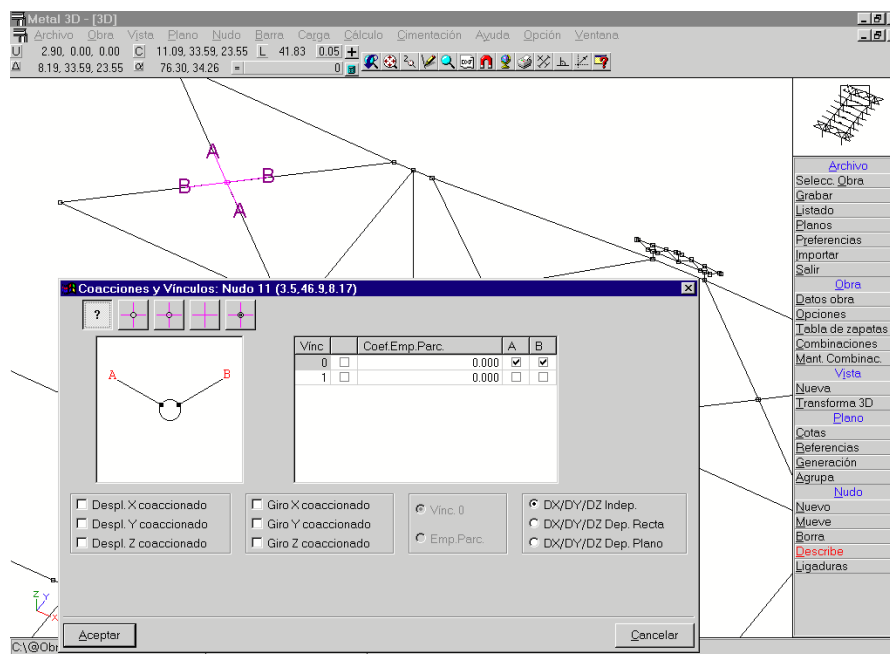 Metal 3D - [3D]
Archivo Obra Vista Plano Nudo Barra Carga Cálculo Cimentación Ayuda Opción Ventana
U 2.90, 0.00, 0.00 C 11.09, 33.59, 23.55 L 41.83 0.05 +
Δ 8.19, 33.59, 23.55 α 76.30, 34.26 = 0
A
B B
A
Archivo
Selecc. Obra
Grabar
Listado
Planos
Preferencias
Importar
Salir
Obra
Datos obra
Opciones
Tabla de zapatas
Combinaciones
Mant. Combinac.
Vista
Nueva
Transforma 3D
Plano
Cotas
Referencias
Generación
Agrupa
Nudo
Nuevo
Mueve
Borra
Describe
Ligaduras
Coacciones y Vínculos: Nudo 11 (3.5,46.9,8.17)
?
A B
Vínc Coef.Emp.Parc. A B
0 0.000
1 0.000
Despl. X coaccionado
Despl. Y coaccionado
Despl. Z coaccionado
Giro X coaccionado
Giro Y coaccionado
Giro Z coaccionado
Vínc. 0
Emp.Parc.
DX/DY/DZ Indep.
DX/DY/DZ Dep. Recta
DX/DY/DZ Dep. Plano
Z Y
X
Aceptar Cancelar
C:\@Obr